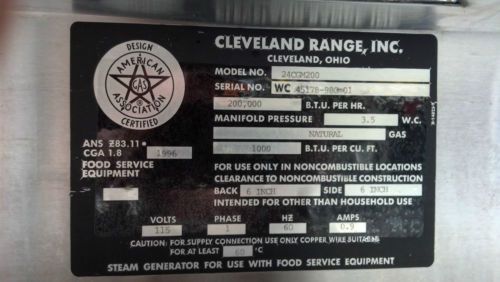 DESIGN
AMERICAN
GAS
ASSOCIATION
CERTIFIED
CLEVELAND RANGE, INC.
CLEVELAND, OHIO
MODEL NO. 24CGM200
SERIAL NO. WC 45178-98G-01
200,000 B.T.U. PER HR.
MANIFOLD PRESSURE 3.5 W.C.
NATURAL GAS
1000 B.T.U. PER CU. FT.
ANS Z83.11•
CGA 1.8 1996
FOOD SERVICE
EQUIPMENT
FOR USE ONLY IN NONCOMBUSTIBLE LOCATIONS
CLEARANCE TO NONCOMBUSTIBLE CONSTRUCTION
BACK 6 INCH SIDE 6 INCH
INTENDED FOR OTHER THAN HOUSEHOLD USE
VOLTS PHASE HZ AMPS
115 1 60 0.9
CAUTION: FOR SUPPLY CONNECTION USE ONLY COPPER WIRE SUITABLE
FOR AT LEAST 60 °C
STEAM GENERATOR FOR USE WITH FOOD SERVICE EQUIPMENT